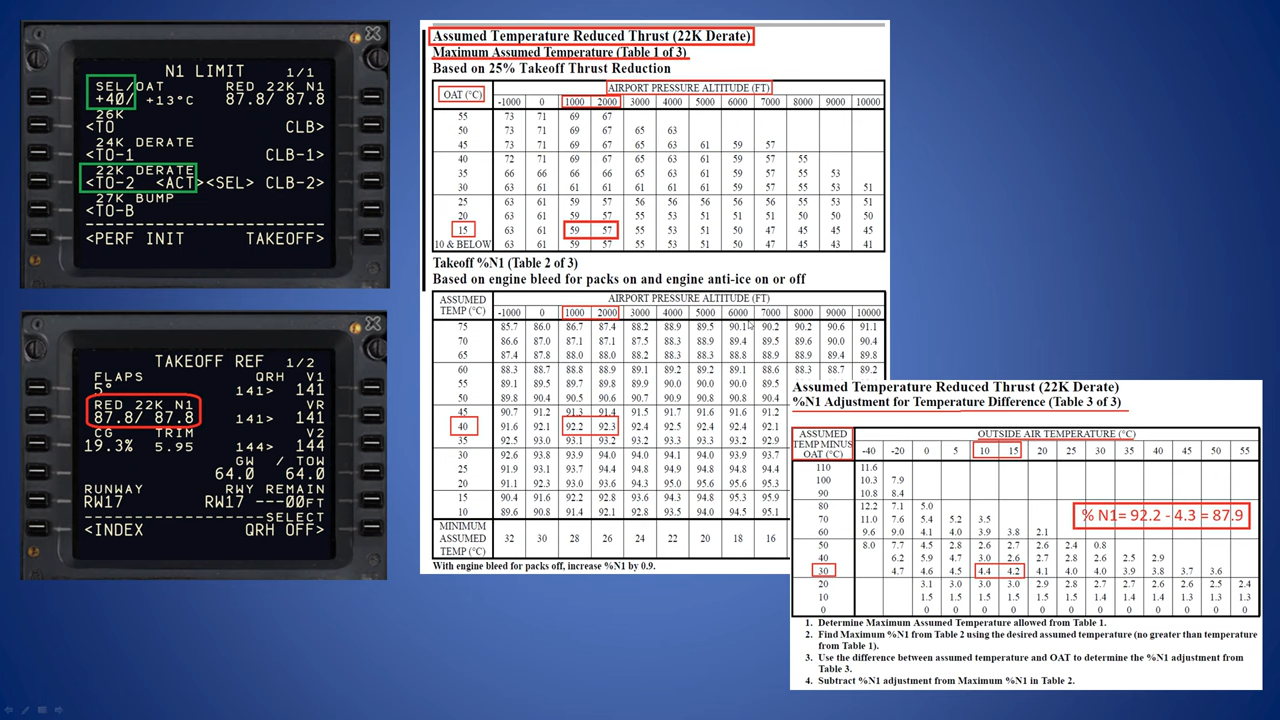 N1 LIMIT 1/1
SEL/OAT RED 22K N1
+40/ +13°C 87.8/ 87.8
26K
<TO CLB>
24K DERATE
<TO-1 CLB-1>
22K DERATE
<TO-2 <ACT><SEL> CLB-2>
27K BUMP
<TO-B
<PERF INIT TAKEOFF>
TAKEOFF REF 1/2
FLAPS QRH V1
5° 141> 141
RED 22K N1 VR
87.8/ 87.8 141> 141
CG TRIM V2
19.3% 5.95 144> 144
GW / TOW
64.0/ 64.0
RUNWAY RWY REMAIN
RW17 RW17 ---00FT
SELECT
<INDEX QRH OFF>
Assumed Temperature Reduced Thrust (22K Derate)
Maximum Assumed Temperature (Table 1 of 3)
Based on 25% Takeoff Thrust Reduction
OAT (°C) AIRPORT PRESSURE ALTITUDE (FT)
-1000 0 1000 2000 3000 4000 5000 6000 7000 8000 9000 10000
55 73 71 69 67
50 73 71 69 67 65 63
45 73 71 69 67 65 63 61 59 57
40 72 71 69 67 65 63 61 59 57 55
35 66 66 66 66 65 63 61 59 57 55 53
30 63 61 61 61 61 61 61 59 57 55 53 51
25 63 61 59 57 56 56 56 56 56 55 53 51
20 63 61 59 57 55 53 51 51 51 50 50 50
15 63 61 59 57 55 53 51 50 47 45 45 45
10 & BELOW 63 61 59 57 55 53 51 50 47 45 43 41
Takeoff %N1 (Table 2 of 3)
Based on engine bleed for packs on and engine anti-ice on or off
ASSUMED TEMP (°C) AIRPORT PRESSURE ALTITUDE (FT)
-1000 0 1000 2000 3000 4000 5000 6000 7000 8000 9000 10000
75 85.7 86.0 86.7 87.4 88.2 88.9 89.5 90.1 90.2 90.2 90.6 91.1
70 86.6 87.0 87.1 87.1 87.5 88.3 88.9 89.4 89.5 89.6 90.0 90.4
65 87.4 87.8 88.0 88.0 88.2 88.3 88.3 88.8 88.9 88.9 89.4 89.8
60 88.3 88.7 88.8 88.9 89.1 89.2 89.2 89.1 88.6 88.7 88.9 89.2
55 89.1 89.5 89.7 89.8 89.9 90.0 90.0 90.0 89.2
50 89.8 90.4 90.5 90.6 90.7 90.9 90.8 90.8 90.4
45 90.7 91.2 91.3 91.4 91.5 91.7 91.6 91.6 91.2
40 91.6 92.1 92.2 92.3 92.4 92.5 92.4 92.4 92.1
35 92.5 93.0 93.1 93.2 93.2 93.3 93.3 93.2 92.9
30 92.6 93.8 93.9 94.0 94.1 94.0 94.0 93.9 93.7
25 91.9 93.1 93.7 94.4 94.8 94.9 94.8 94.8 94.4
20 91.1 92.3 93.0 93.6 94.3 95.0 95.6 95.6 95.2
15 90.4 91.6 92.2 92.8 93.6 94.3 94.8 95.3 95.9
10 89.6 90.8 91.4 92.1 92.8 93.5 94.0 94.5 95.1
MINIMUM ASSUMED TEMP (°C) 32 30 28 26 24 22 20 18 16
With engine bleed for packs off, increase %N1 by 0.9.
Assumed Temperature Reduced Thrust (22K Derate)
%N1 Adjustment for Temperature Difference (Table 3 of 3)
ASSUMED TEMP MINUS OAT (°C) OUTSIDE AIR TEMPERATURE (°C)
-40 -20 0 5 10 15 20 25 30 35 40 45 50 55
110 11.6
100 10.3 7.9
90 10.8 8.4
80 12.2 7.1 5.0
70 11.0 7.6 5.4 5.2 3.5
60 9.6 9.0 4.1 4.0 3.9 3.8 2.1
50 8.0 7.7 4.5 2.8 2.6 2.7 2.6 2.4 0.8
40 6.2 5.9 4.7 3.0 2.6 2.7 2.8 2.6 2.5 2.9
30 4.7 4.6 4.5 4.4 4.2 4.1 4.0 4.0 3.9 3.8 3.7 3.6
20 3.1 3.0 3.0 3.0 2.9 2.8 2.7 2.7 2.6 2.6 2.5 2.4
10 1.5 1.5 1.5 1.5 1.5 1.4 1.4 1.4 1.4 1.3 1.3 1.3
0 0 0 0 0 0 0 0 0 0 0 0 0
% N1= 92.2 - 4.3 = 87.9
1. Determine Maximum Assumed Temperature allowed from Table 1.
2. Find Maximum %N1 from Table 2 using the desired assumed temperature (no greater than temperature
from Table 1).
3. Use the difference between assumed temperature and OAT to determine the %N1 adjustment from
Table 3.
4. Subtract %N1 adjustment from Maximum %N1 in Table 2.